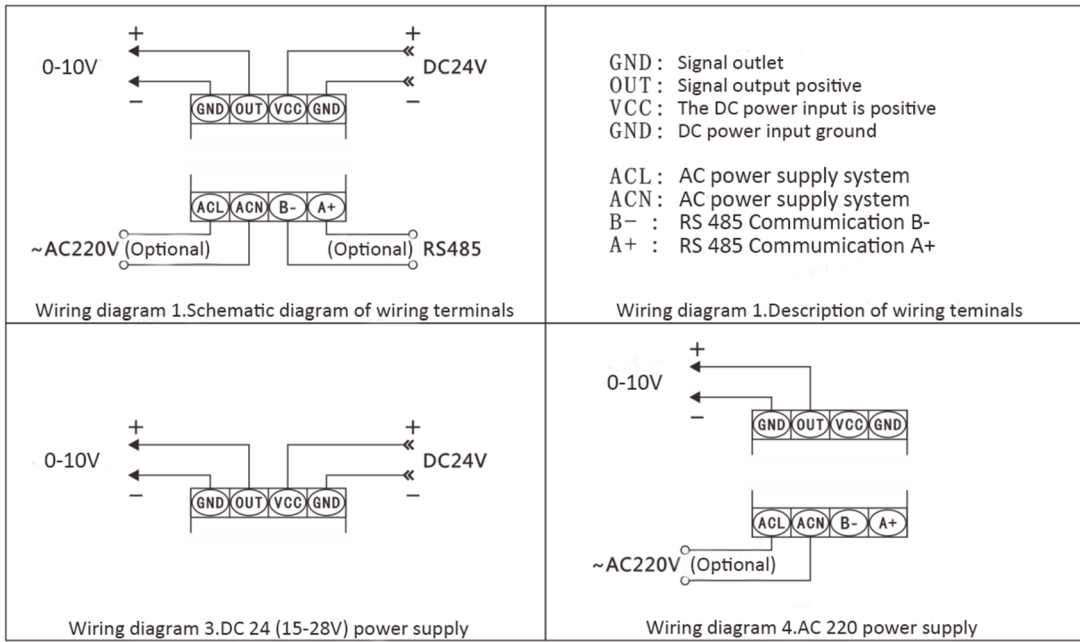 + +
0-10V DC24V
− −
GND OUT VCC GND
ACL ACN B- A+
~AC220V (Optional) (Optional) RS485
Wiring diagram 1.Schematic diagram of wiring terminals
GND: Signal outlet
OUT: Signal output positive
VCC: The DC power input is positive
GND: DC power input ground
ACL: AC power supply system
ACN: AC power supply system
B− : RS 485 Commumication B-
A+ : RS 485 Commumication A+
Wiring diagram 1.Description of wiring teminals
+ +
0-10V DC24V
− −
GND OUT VCC GND
Wiring diagram 3.DC 24 (15-28V) power supply
+
0-10V
−
GND OUT VCC GND
ACL ACN B- A+
~AC220V (Optional)
Wiring diagram 4.AC 220 power supply